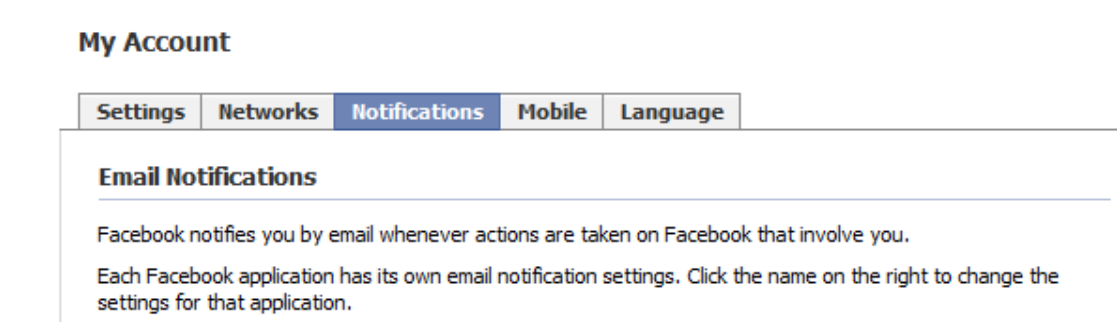 My Account
Settings Networks Notifications Mobile Language
Email Notifications
Facebook notifies you by email whenever actions are taken on Facebook that involve you.
Each Facebook application has its own email notification settings. Click the name on the right to change the
settings for that application.